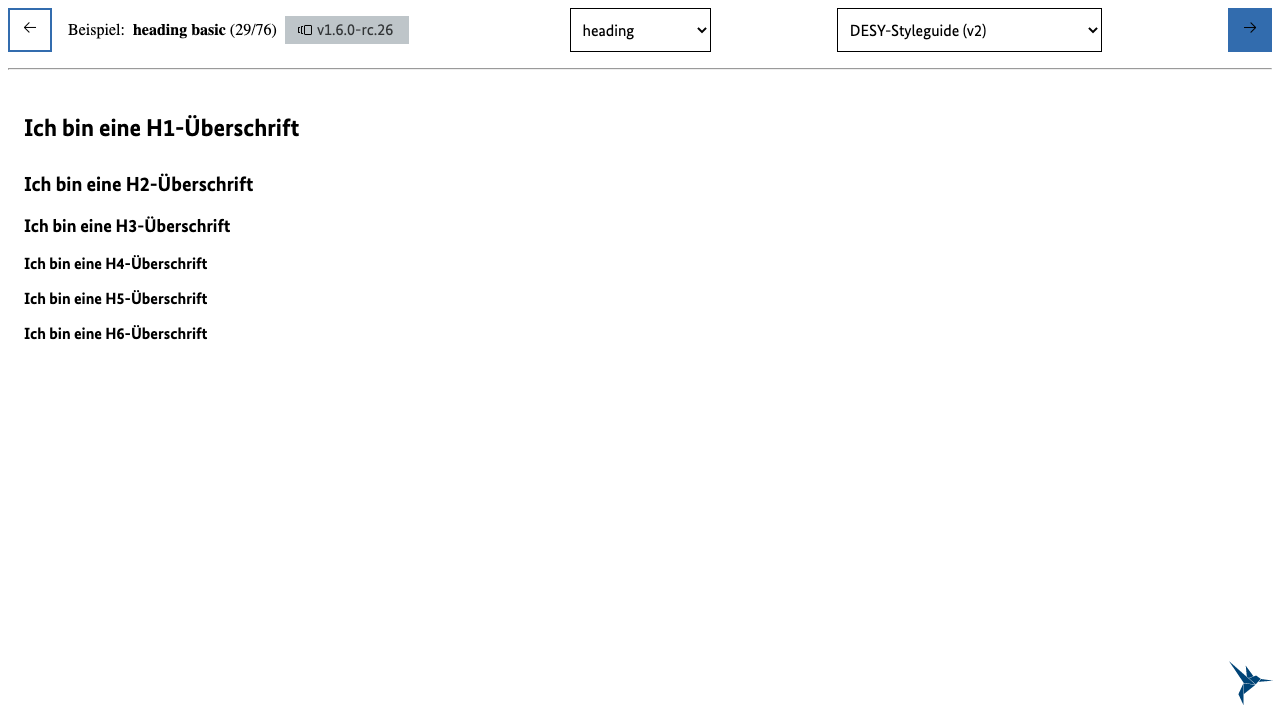 Beispiel: heading basic (29/76) v1.6.0-rc.26 heading DESY-Styleguide (v2)
Ich bin eine H1-Überschrift
Ich bin eine H2-Überschrift
Ich bin eine H3-Überschrift
Ich bin eine H4-Überschrift
Ich bin eine H5-Überschrift
Ich bin eine H6-Überschrift